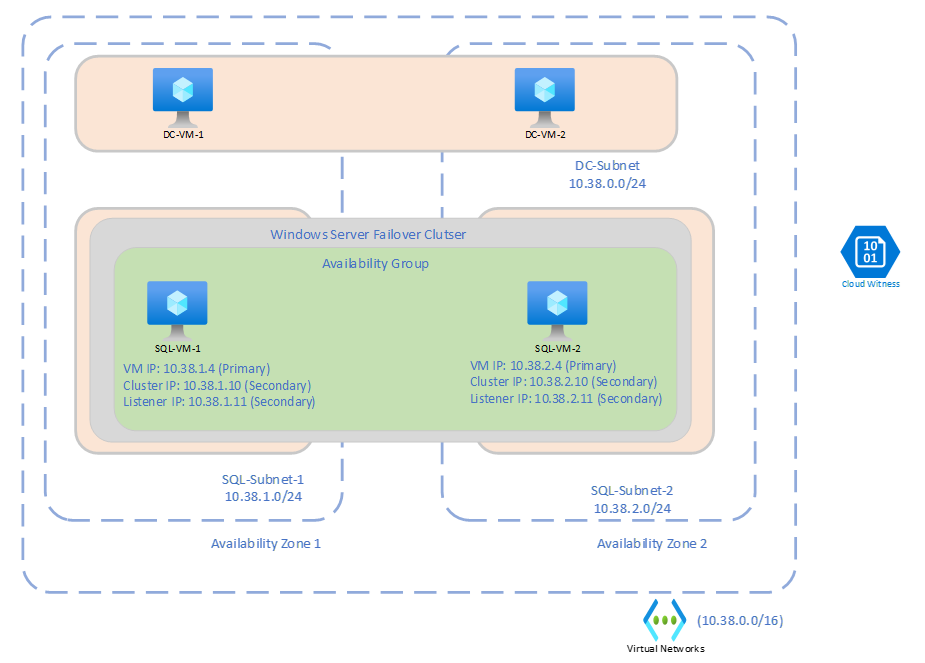 DC-VM-1
DC-VM-2
DC-Subnet
10.38.0.0/24
Windows Server Failover Clutser
Availability Group
SQL-VM-1
VM IP: 10.38.1.4 (Primary)
Cluster IP: 10.38.1.10 (Secondary)
Listener IP: 10.38.1.11 (Secondary)
SQL-VM-2
VM IP: 10.38.2.4 (Primary)
Cluster IP: 10.38.2.10 (Secondary)
Listener IP: 10.38.2.11 (Secondary)
10
01
Cloud Witness
SQL-Subnet-1
10.38.1.0/24
SQL-Subnet-2
10.38.2.0/24
Availability Zone 1
Availability Zone 2
(10.38.0.0/16)
Virtual Networks